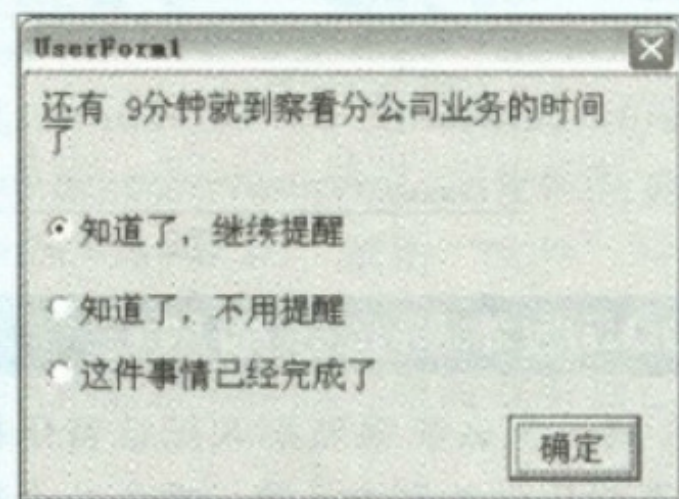 UserForm1
还有 9分钟就到察看分公司业务的时间
了
知道了，继续提醒
知道了，不用提醒
这件事情已经完成了
确定